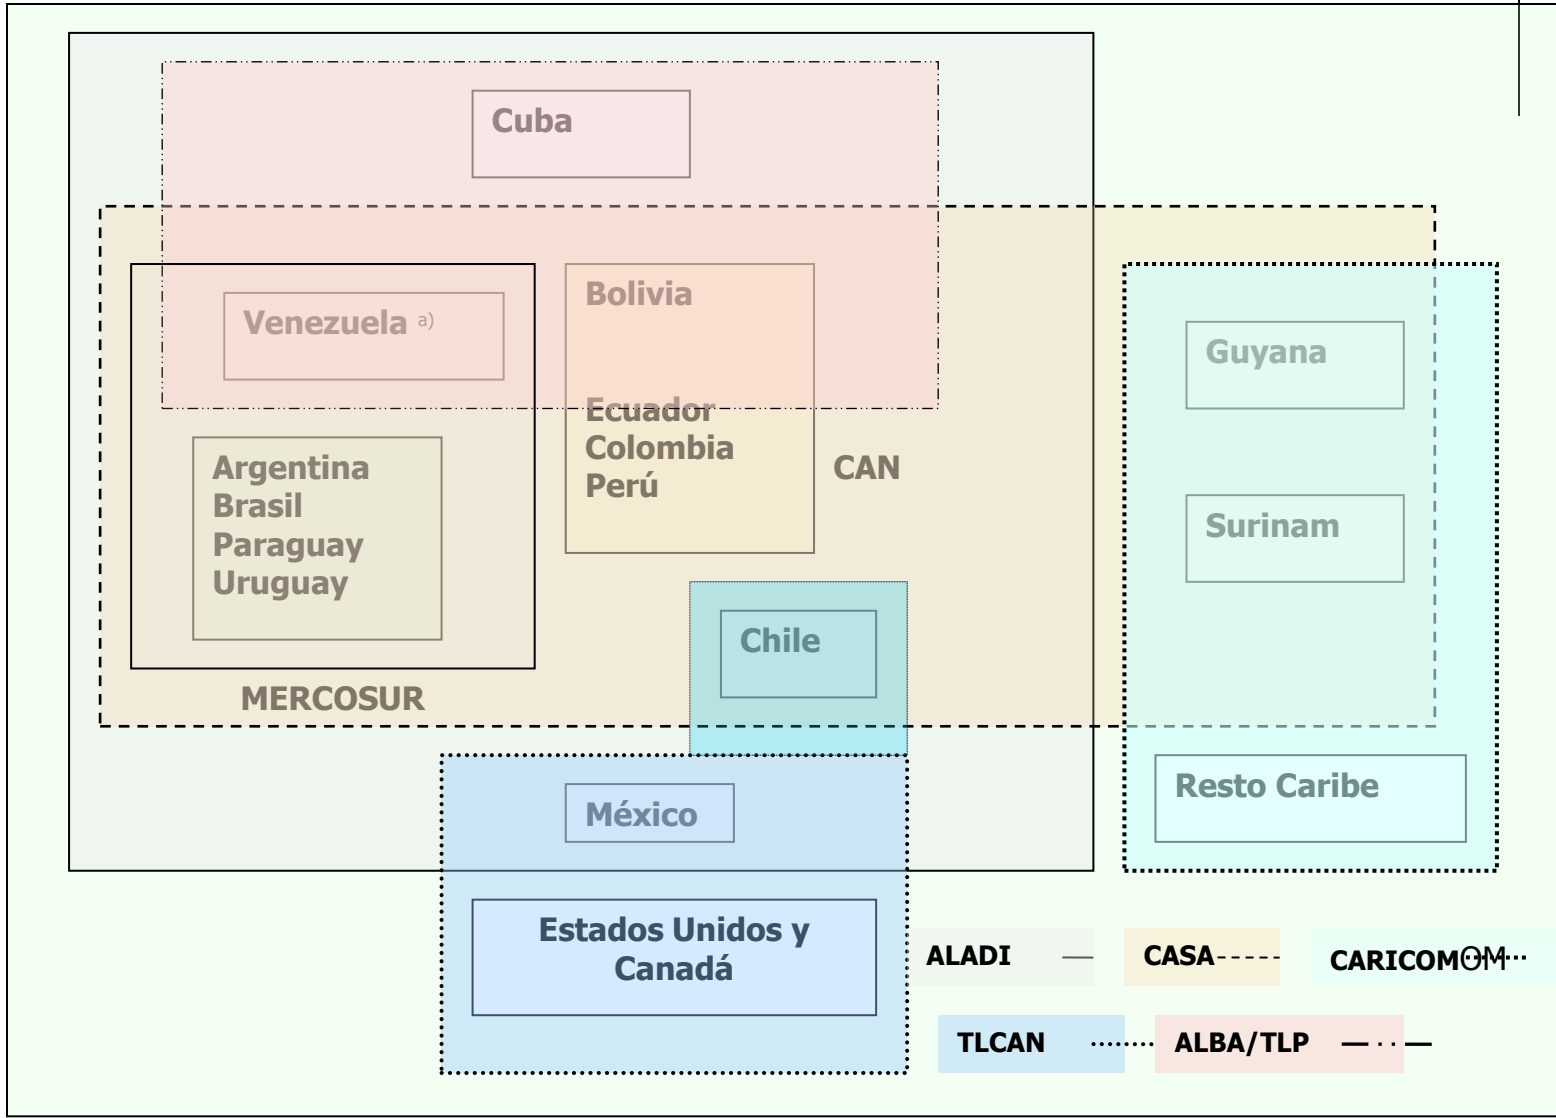 Cuba
Venezuela a)
Bolivia
Ecuador
Colombia
Perú
CAN
Argentina
Brasil
Paraguay
Uruguay
MERCOSUR
Chile
Guyana
Surinam
Resto Caribe
México
Estados Unidos y
Canadá
ALADI
CASA
CARICOMOM
TLCAN
ALBA/TLP